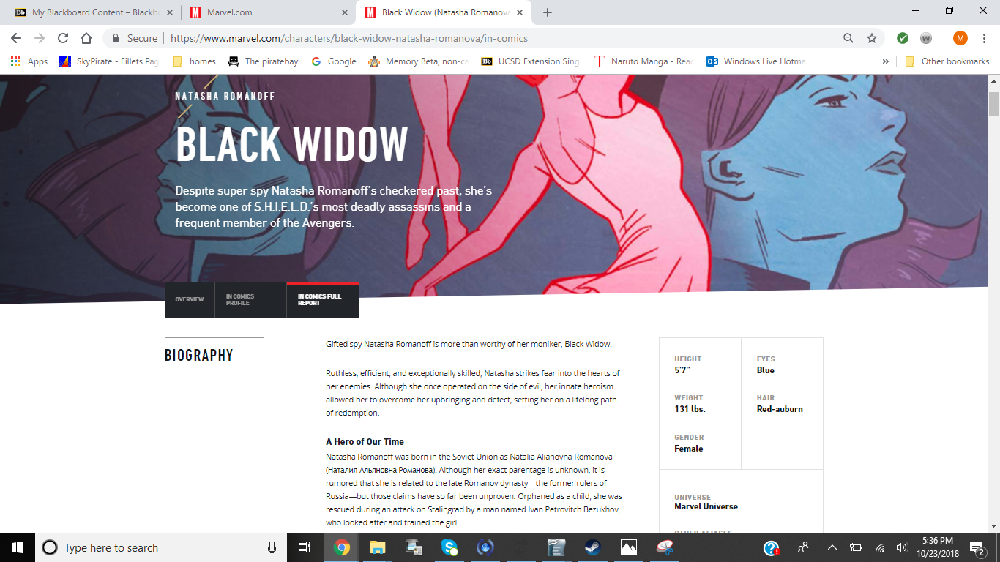 Bb My Blackboard Content – Blackb
M Marvel.com
M Black Widow (Natasha Romanova
Secure | https://www.marvel.com/characters/black-widow-natasha-romanova/in-comics
W
M
Apps
SkyPirate - Fillets Pag
homes
The piratebay
G Google
Memory Beta, non-ca
Bb UCSD Extension Singl
T Naruto Manga - Read
Windows Live Hotma
»
Other bookmarks
NATASHA ROMANOFF
BLACK WIDOW
Despite super spy Natasha Romanoff's checkered past, she's
become one of S.H.I.E.L.D.'s most deadly assassins and a
frequent member of the Avengers.
OVERVIEW
IN COMICS
PROFILE
IN COMICS FULL
REPORT
BIOGRAPHY
Gifted spy Natasha Romanoff is more than worthy of her moniker, Black Widow.
Ruthless, efficient, and exceptionally skilled, Natasha strikes fear into the hearts of
her enemies. Although she once operated on the side of evil, her innate heroism
allowed her to overcome her upbringing and defect, setting her on a lifelong path
of redemption.
A Hero of Our Time
Natasha Romanoff was born in the Soviet Union as Natalia Alianovna Romanova
(Наталия Альяновна Романова). Although her exact parentage is unknown, it is
rumored that she is related to the late Romanov dynasty—the former rulers of
Russia—but those claims have so far been unproven. Orphaned as a child, she was
rescued during an attack on Stalingrad by a man named Ivan Petrovitch Bezukhov,
who looked after and trained the girl.
HEIGHT
5'7"
EYES
Blue
WEIGHT
131 lbs.
HAIR
Red-auburn
GENDER
Female
UNIVERSE
Marvel Universe
OTHER ALIASES
Type here to search
5:36 PM
10/23/2018
2